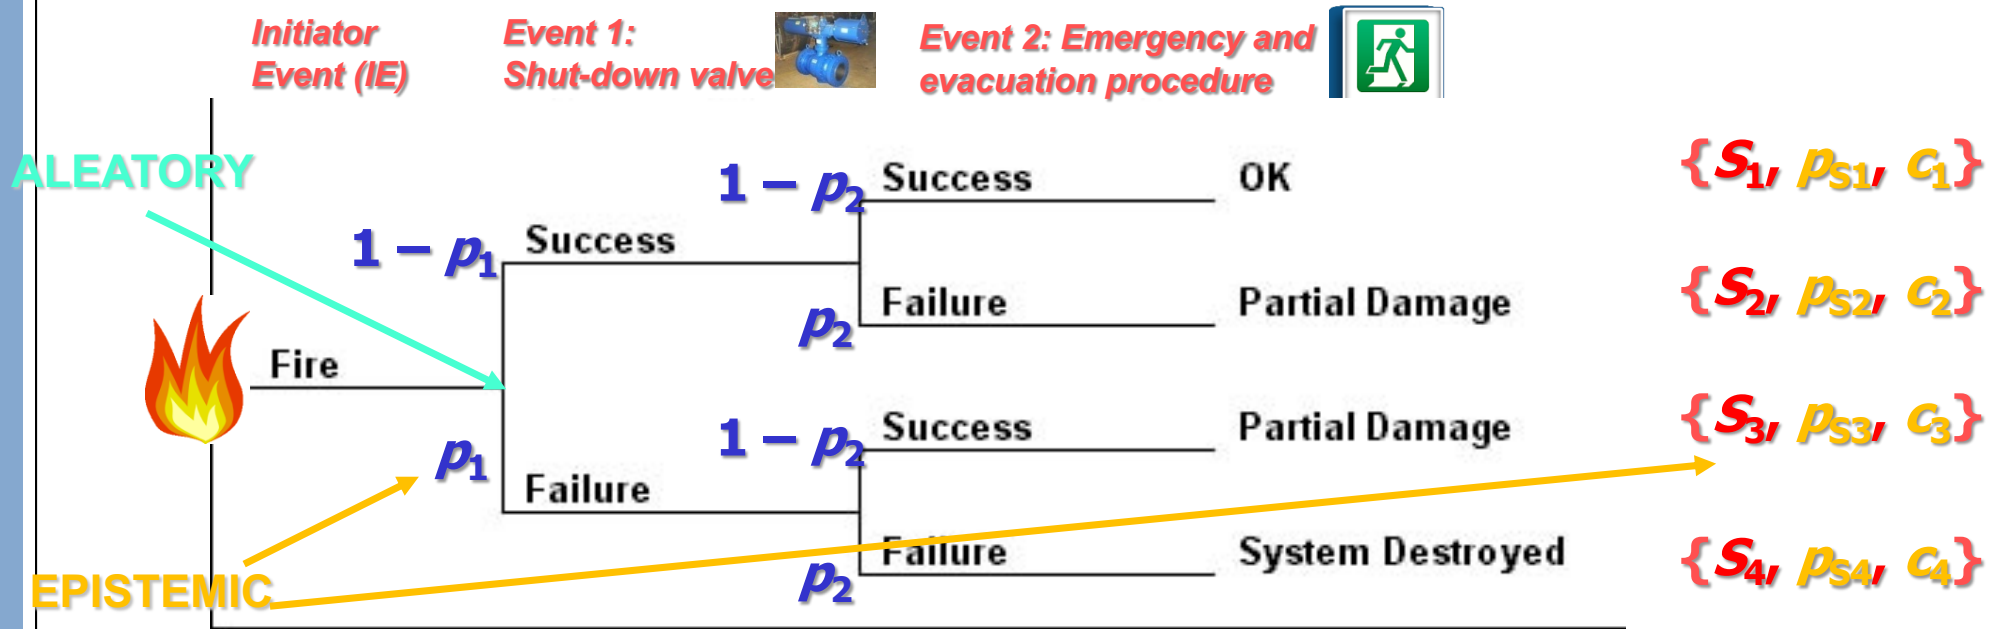 Initiator
Event (IE)
Event 1:
Shut-down valve
Event 2: Emergency and
evacuation procedure
ALEATORY
1 – p₂
Success
OK
{S₁, pS1, c₁}
1 – p₁
Success
p₂
Failure
Partial Damage
{S₂, pS2, c₂}
Fire
1 – p₂
Success
Partial Damage
{S₃, pS3, c₃}
p₁
Failure
p₂
Failure
System Destroyed
{S₄, pS4, c₄}
EPISTEMIC